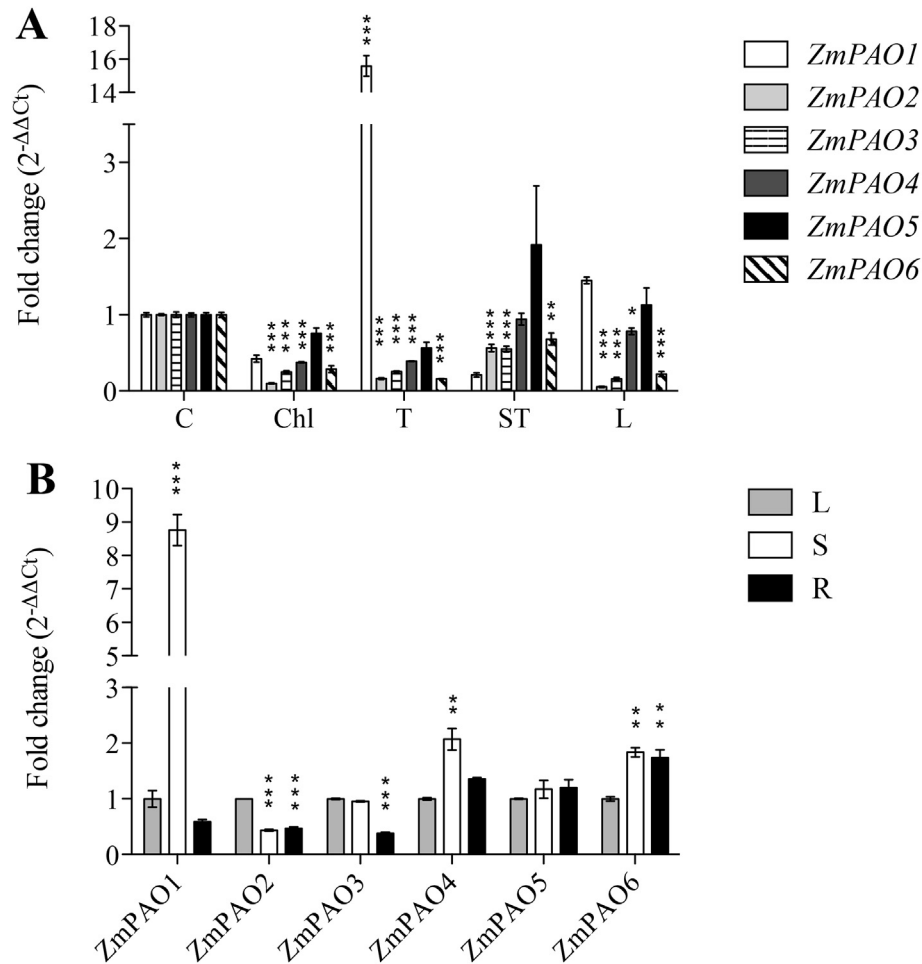 A
Fold change (2-ΔΔCt)
18
16
14
3
2
1
0
***
*** *** *** ***
*** *** *** ***
*** *** **
*** *** * ***
C Chl T ST L
ZmPAO1
ZmPAO2
ZmPAO3
ZmPAO4
ZmPAO5
ZmPAO6
B
Fold change (2-ΔΔCt)
10
9
8
7
6
5
3
2
1
0
***
*** ***
***
**
** **
ZmPAO1 ZmPAO2 ZmPAO3 ZmPAO4 ZmPAO5 ZmPAO6
L
S
R